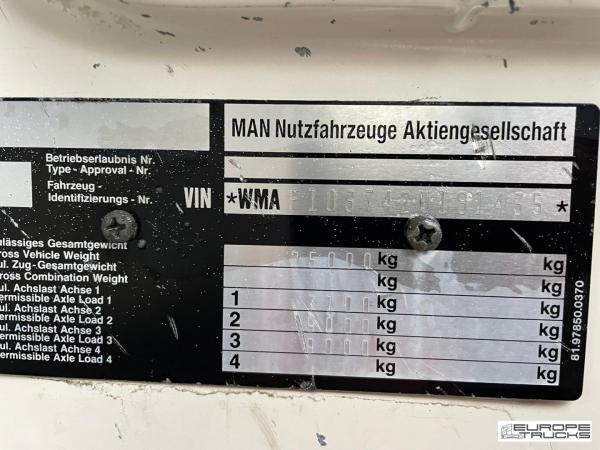 MAN Nutzfahrzeuge Aktiengesellschaft
Betriebserlaubnis Nr.
Type - Approval - Nr.
Fahrzeug -
Identifizierungs - Nr.
VIN *WMA *
ulässiges Gesamtgewicht
ross Vehicle Weight
25000 kg kg
ul. Zug-Gesamtgewicht
ross Combination Weight
kg kg
ul. Achslast Achse 1
ermissible Axle Load 1
1 kg kg
ul. Achslast Achse 2
ermissible Axle Load 2
2 kg kg
ul. Achslast Achse 3
ermissible Axle Load 3
3 kg kg
ul. Achslast Achse 4
ermissible Axle Load 4
4 kg kg
81.97850.0370
EUROPE
TRUCKS